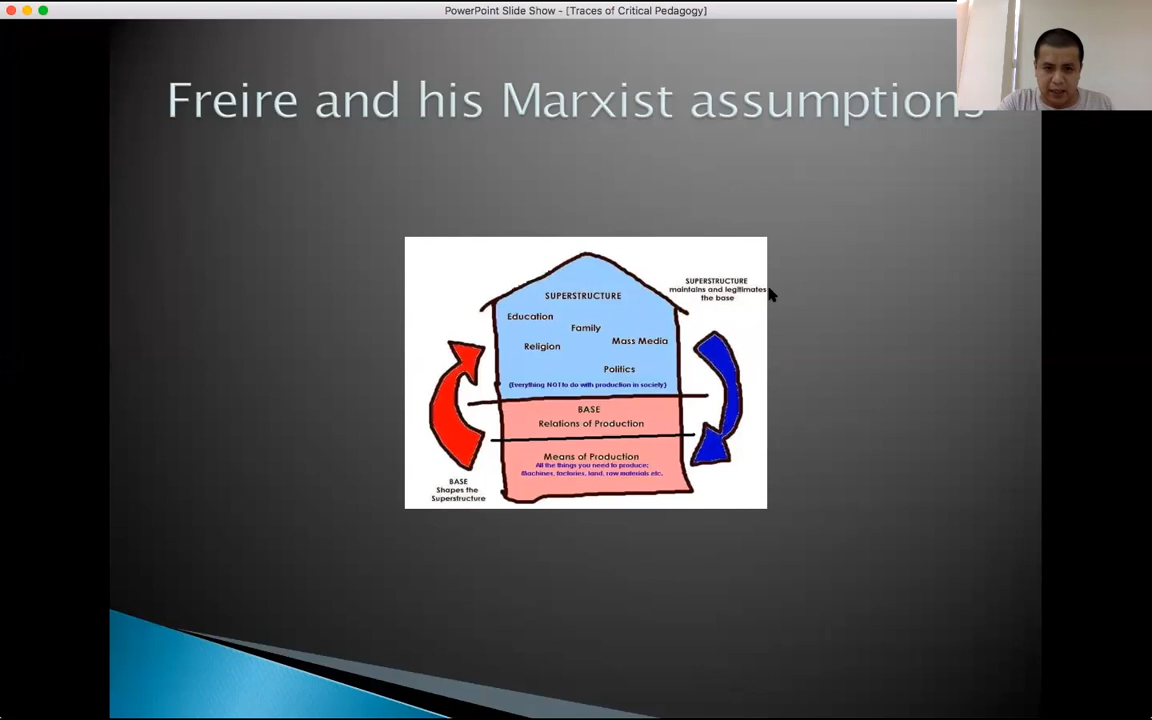 PowerPoint Slide Show - [Traces of Critical Pedagogy]
Freire and his Marxist assumptions
SUPERSTRUCTURE
maintains and legitimates
the base
SUPERSTRUCTURE
Education
Family
Religion
Mass Media
Politics
(Everything NOT to do with production in society)
BASE
Relations of Production
Means of Production
All the things you need to produce;
Machines, factories, land, raw materials etc.
BASE
Shapes the
Superstructure